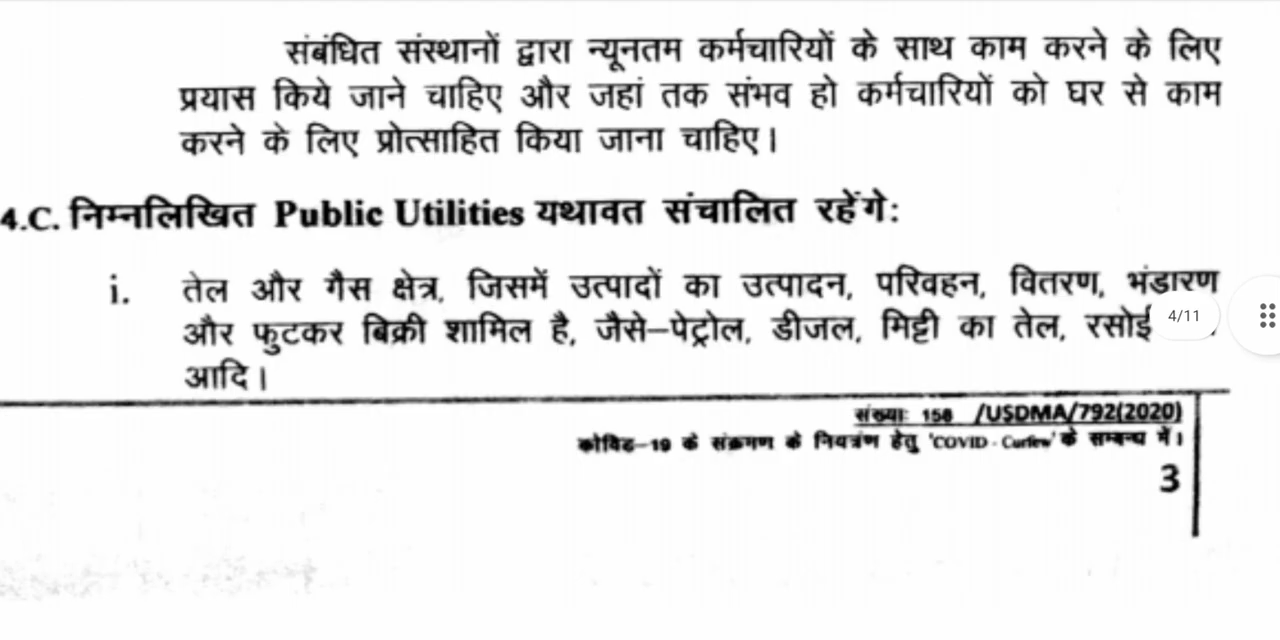 संबंधित संस्थानों द्वारा न्यूनतम कर्मचारियों के साथ काम करने के लिए
प्रयास किये जाने चाहिए और जहां तक संभव हो कर्मचारियों को घर से काम
करने के लिए प्रोत्साहित किया जाना चाहिए।
4.C. निम्नलिखित Public Utilities यथावत संचालित रहेंगे:
i. तेल और गैस क्षेत्र, जिसमें उत्पादों का उत्पादन, परिवहन, वितरण, भंडारण
और फुटकर बिक्री शामिल है, जैसे–पेट्रोल, डीजल, मिट्टी का तेल, रसोई
4/11
आदि।
संख्याः 158 /USDMA/792(2020)
कोविड–19 के संक्रमण के नियत्रंण हेतु 'COVID - Curfew' के सम्बन्ध में।
3